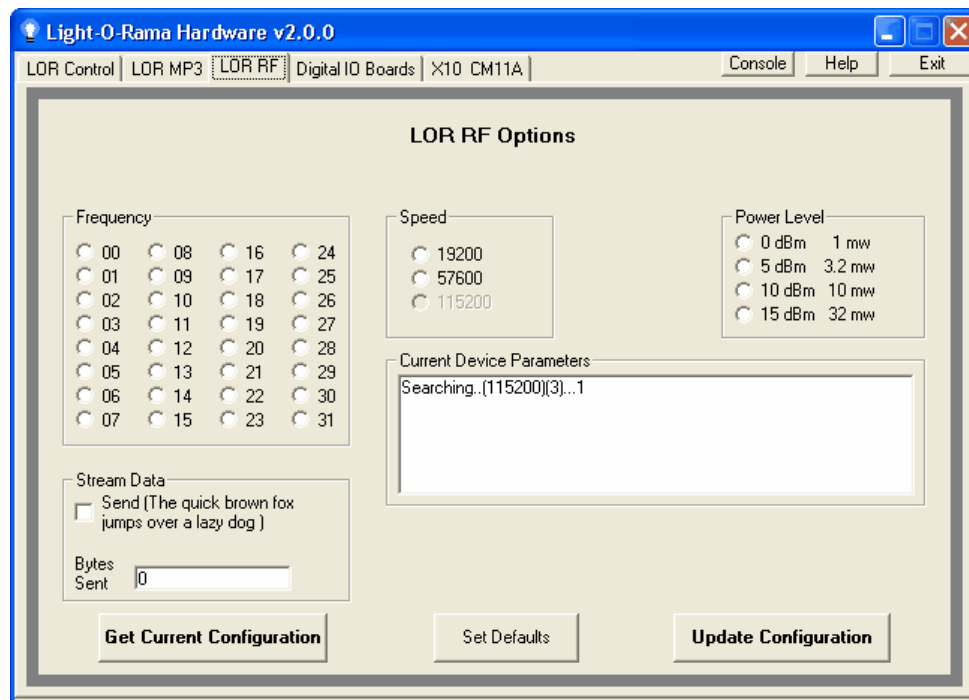 Light-O-Rama Hardware v2.0.0
LOR Control LOR MP3 LOR RF Digital IO Boards X10 CM11A Console Help Exit
LOR RF Options
Frequency
00 08 16 24
01 09 17 25
02 10 18 26
03 11 19 27
04 12 20 28
05 13 21 29
06 14 22 30
07 15 23 31
Speed
19200
57600
115200
Power Level
0 dBm 1 mw
5 dBm 3.2 mw
10 dBm 10 mw
15 dBm 32 mw
Current Device Parameters
Searching..(115200)(3)...1
Stream Data
Send (The quick brown fox
jumps over a lazy dog )
Bytes
Sent 0
Get Current Configuration Set Defaults Update Configuration